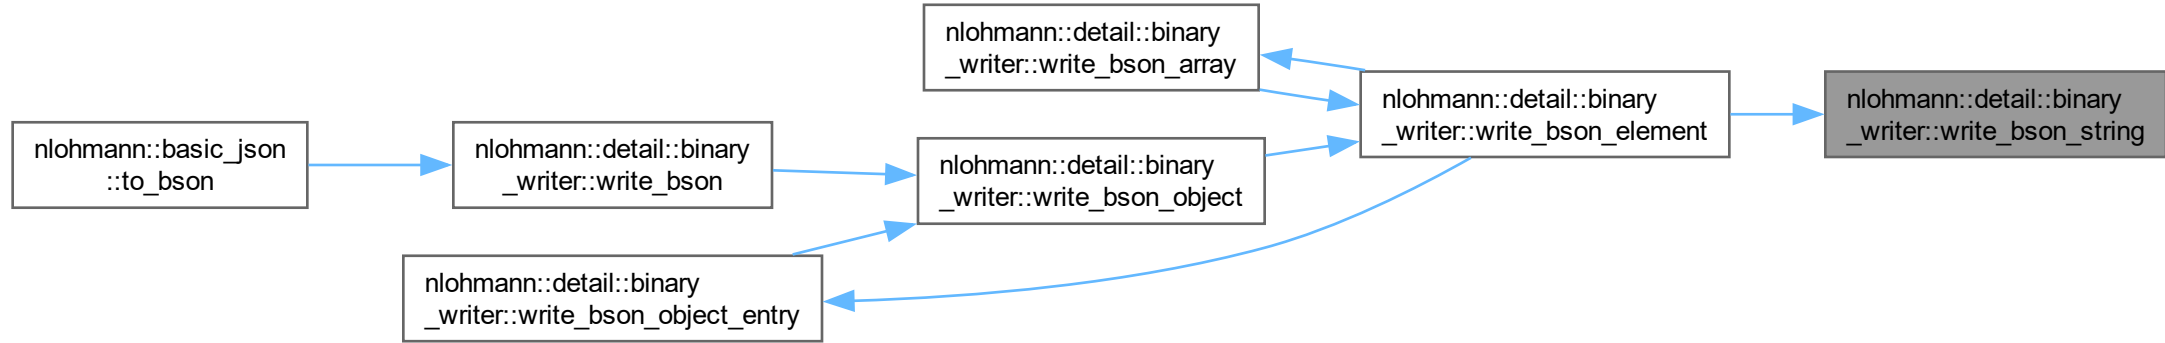 nlohmann::detail::binary
_writer::write_bson_array
nlohmann::detail::binary
_writer::write_bson_element
nlohmann::detail::binary
_writer::write_bson_string
nlohmann::basic_json
::to_bson
nlohmann::detail::binary
_writer::write_bson
nlohmann::detail::binary
_writer::write_bson_object
nlohmann::detail::binary
_writer::write_bson_object_entry